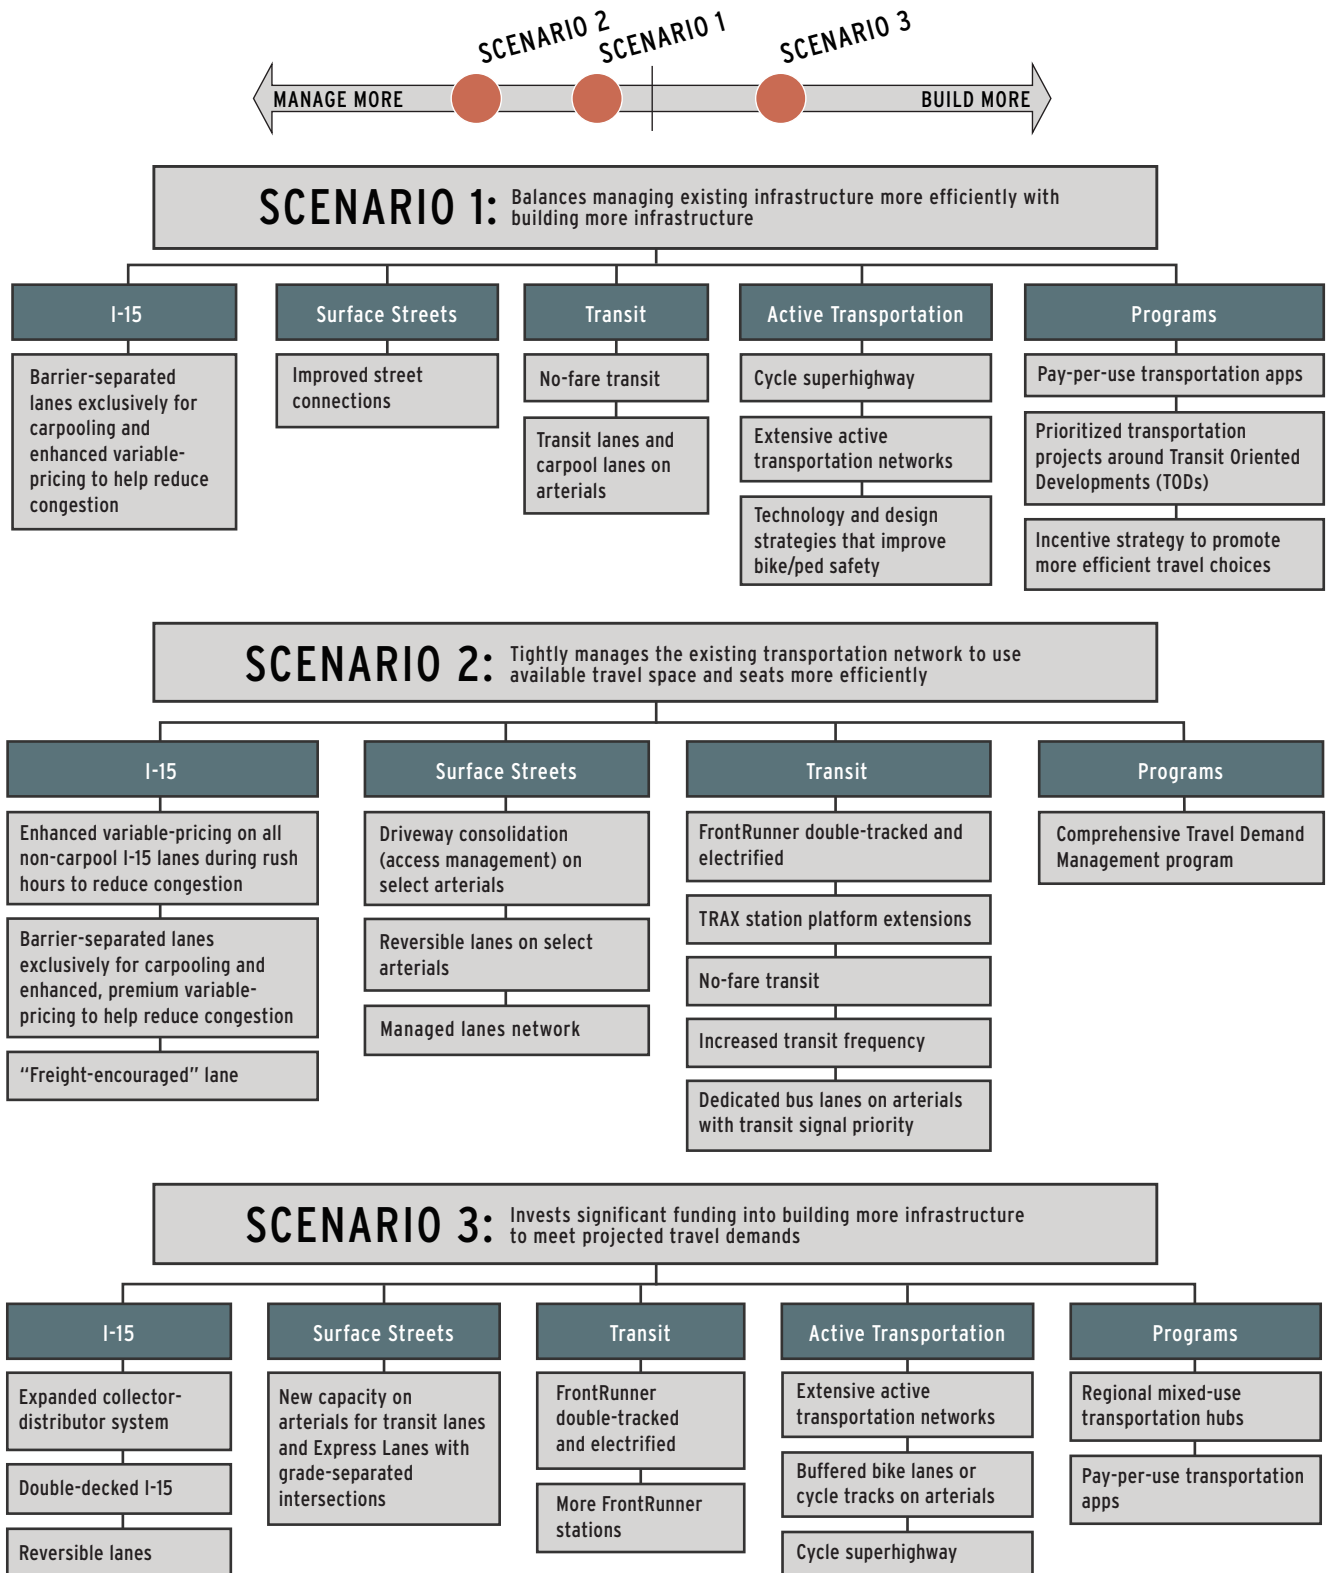 SCENARIO 2
SCENARIO 1
SCENARIO 3
MANAGE MORE
BUILD MORE
SCENARIO 1:
Balances managing existing infrastructure more efficiently with
building more infrastructure
I-15
Surface Streets
Transit
Active Transportation
Programs
Barrier-separated
lanes exclusively for
carpooling and
enhanced variable-
pricing to help reduce
congestion
Improved street
connections
No-fare transit
Transit lanes and
carpool lanes on
arterials
Cycle superhighway
Extensive active
transportation networks
Technology and design
strategies that improve
bike/ped safety
Pay-per-use transportation apps
Prioritized transportation
projects around Transit Oriented
Developments (TODs)
Incentive strategy to promote
more efficient travel choices
SCENARIO 2:
Tightly manages the existing transportation network to use
available travel space and seats more efficiently
I-15
Surface Streets
Transit
Programs
Enhanced variable-pricing on all
non-carpool I-15 lanes during rush
hours to reduce congestion
Barrier-separated lanes
exclusively for carpooling and
enhanced, premium variable-
pricing to help reduce congestion
“Freight-encouraged” lane
Driveway consolidation
(access management) on
select arterials
Reversible lanes on select
arterials
Managed lanes network
FrontRunner double-tracked and
electrified
TRAX station platform extensions
No-fare transit
Increased transit frequency
Dedicated bus lanes on arterials
with transit signal priority
Comprehensive Travel Demand
Management program
SCENARIO 3:
Invests significant funding into building more infrastructure
to meet projected travel demands
I-15
Surface Streets
Transit
Active Transportation
Programs
Expanded collector-
distributor system
Double-decked I-15
Reversible lanes
New capacity on
arterials for transit lanes
and Express Lanes with
grade-separated
intersections
FrontRunner
double-tracked
and electrified
More FrontRunner
stations
Extensive active
transportation networks
Buffered bike lanes or
cycle tracks on arterials
Cycle superhighway
Regional mixed-use
transportation hubs
Pay-per-use transportation
apps